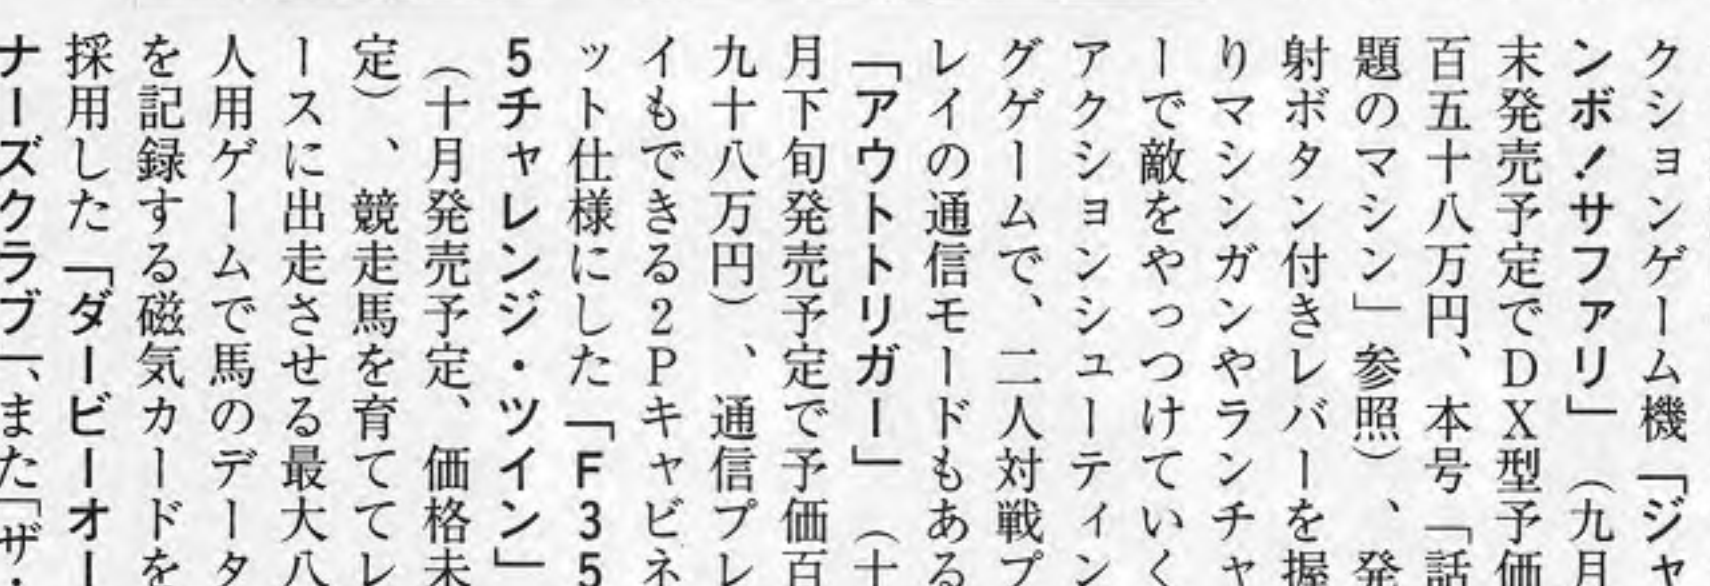 クションゲーム機「ジャ
ンボ！サファリ」（九月
末発売予定でDX型予価
百五十八万円、本号「話
題のマシン」参照）、発
射ボタン付きレバーを握
りマシンガンやランチャ
ーで敵をやっつけていく
アクションシューティン
グゲームで、二人対戦プ
レイの通信モードもある
「アウトトリガー」（十
月下旬発売予定で予価百
九十八万円）、通信プレ
イもできる2Pキャビネ
ット仕様にした「F35
5チャレンジ・ツイン」
（十月発売予定、価格未
定）、競走馬を育ててレ
ースに出走させる最大八
人用ゲームで馬のデータ
を記録する磁気カードを
採用した「ダービーオー
ナーズクラブ」、また「ザ・